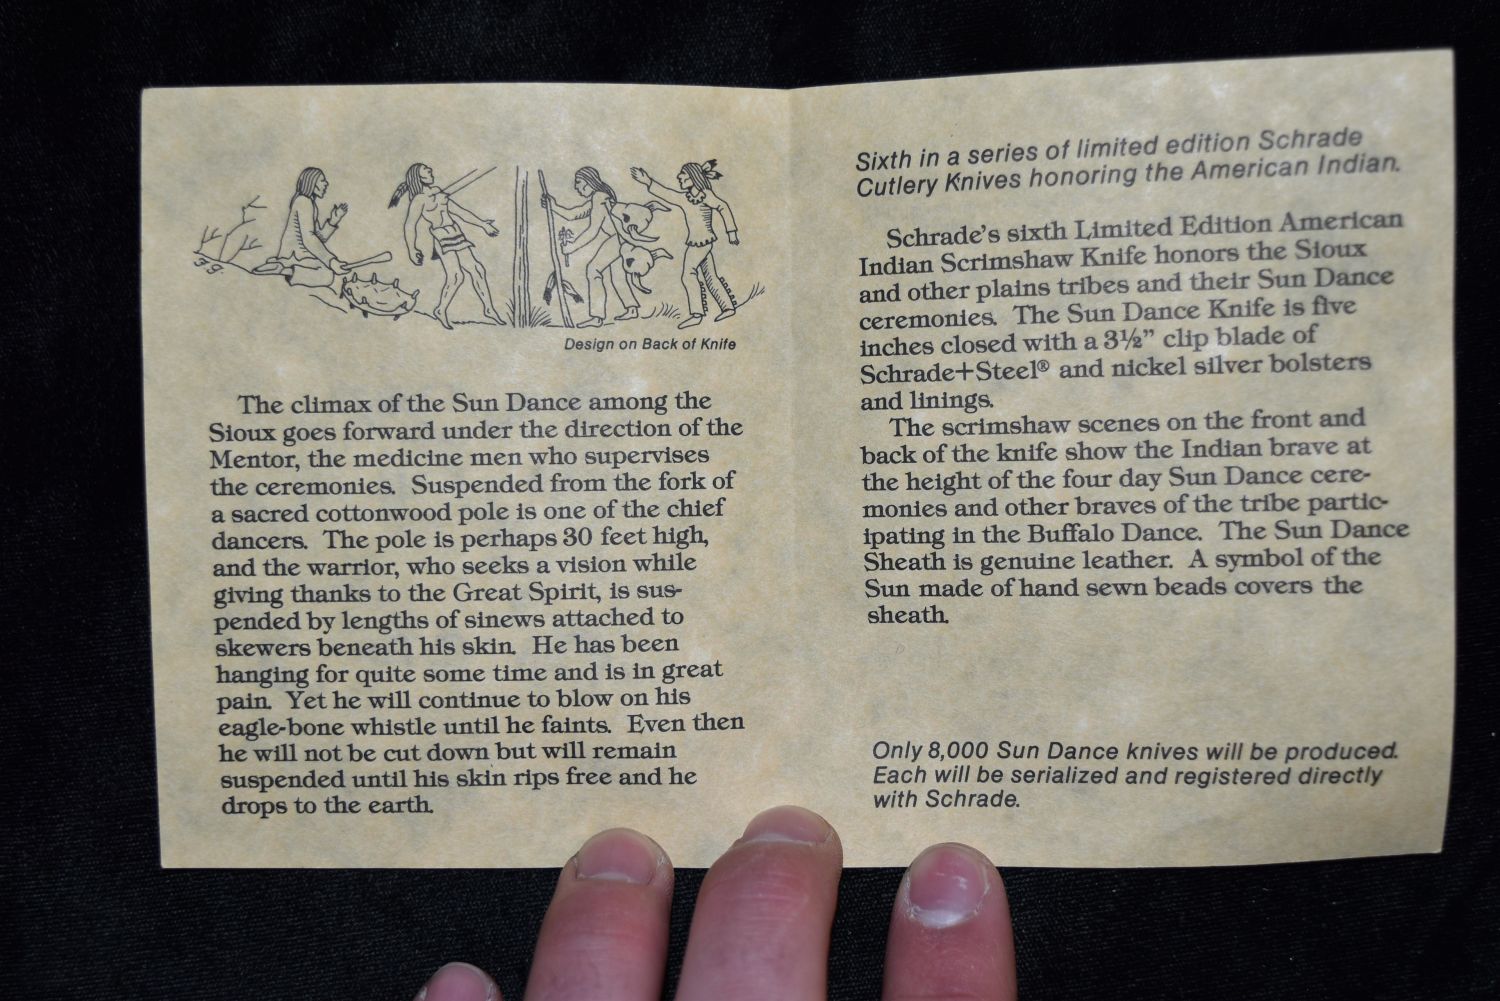 Design on Back of Knife
The climax of the Sun Dance among the
Sioux goes forward under the direction of the
Mentor, the medicine men who supervises
the ceremonies. Suspended from the fork of
a sacred cottonwood pole is one of the chief
dancers. The pole is perhaps 30 feet high,
and the warrior, who seeks a vision while
giving thanks to the Great Spirit, is sus-
pended by lengths of sinews attached to
skewers beneath his skin. He has been
hanging for quite some time and is in great
pain. Yet he will continue to blow on his
eagle-bone whistle until he faints. Even then
he will not be cut down but will remain
suspended until his skin rips free and he
drops to the earth.
Sixth in a series of limited edition Schrade
Cutlery Knives honoring the American Indian.
Schrade's sixth Limited Edition American
Indian Scrimshaw Knife honors the Sioux
and other plains tribes and their Sun Dance
ceremonies. The Sun Dance Knife is five
inches closed with a 3½" clip blade of
Schrade+Steel® and nickel silver bolsters
and linings.
The scrimshaw scenes on the front and
back of the knife show the Indian brave at
the height of the four day Sun Dance cere-
monies and other braves of the tribe partic-
ipating in the Buffalo Dance. The Sun Dance
Sheath is genuine leather. A symbol of the
Sun made of hand sewn beads covers the
sheath.
Only 8,000 Sun Dance knives will be produced.
Each will be serialized and registered directly
with Schrade.